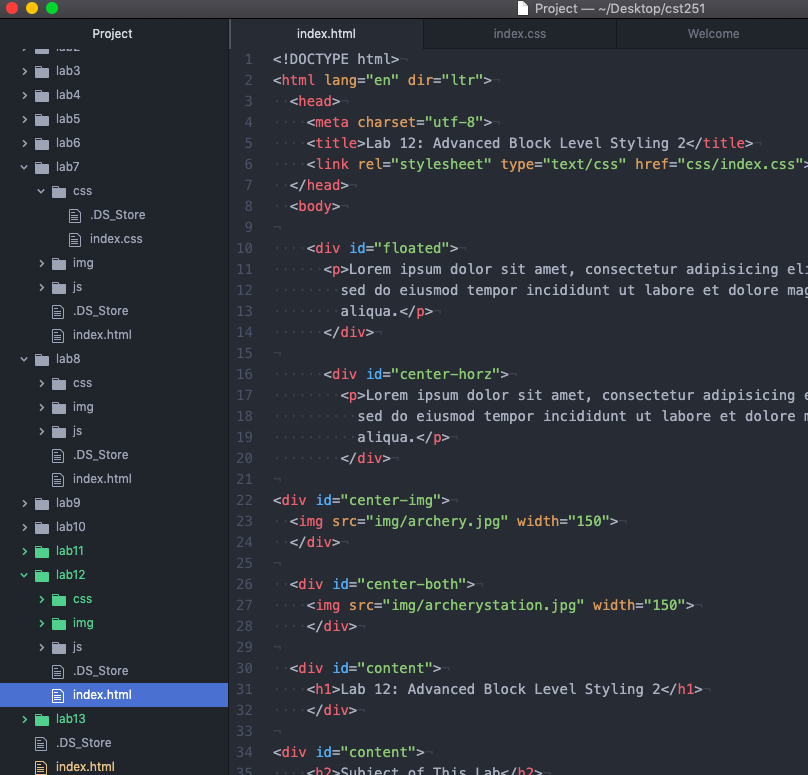 Project — ~/Desktop/cst251
Project
lab3
lab4
lab5
lab6
lab7
css
.DS_Store
index.css
img
js
.DS_Store
index.html
lab8
css
img
js
.DS_Store
index.html
lab9
lab10
lab11
lab12
css
img
js
.DS_Store
index.html
lab13
.DS_Store
index.html
index.html
index.css
Welcome
1 <!DOCTYPE html>
2 <html lang="en" dir="ltr">
3 <head>
4 <meta charset="utf-8">
5 <title>Lab 12: Advanced Block Level Styling 2</title>
6 <link rel="stylesheet" type="text/css" href="css/index.css">
7 </head>
8 <body>
9
10 <div id="floated">
11 <p>Lorem ipsum dolor sit amet, consectetur adipisicing eli
12 sed do eiusmod tempor incididunt ut labore et dolore mag
13 aliqua.</p>
14 </div>
15
16 <div id="center-horz">
17 <p>Lorem ipsum dolor sit amet, consectetur adipisicing e
18 sed do eiusmod tempor incididunt ut labore et dolore m
19 aliqua.</p>
20 </div>
21
22 <div id="center-img">
23 <img src="img/archery.jpg" width="150">
24 </div>
25
26 <div id="center-both">
27 <img src="img/archerystation.jpg" width="150">
28 </div>
29
30 <div id="content">
31 <h1>Lab 12: Advanced Block Level Styling 2</h1>
32 </div>
33
34 <div id="content">
35 <h2>Subject of This Lab</h2>